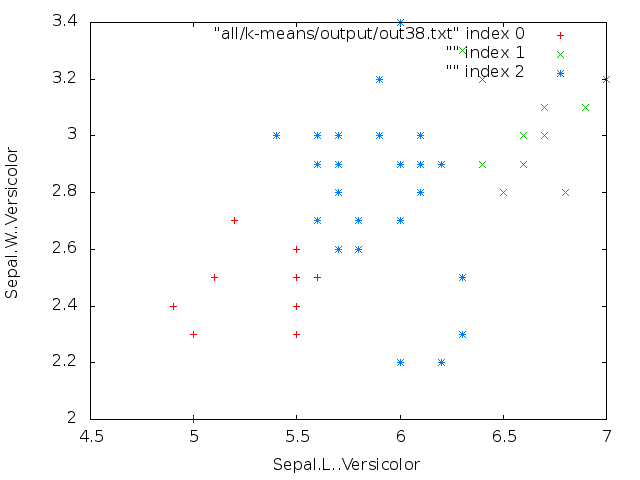 "all/k-means/output/out38.txt" index 0
"" index 1
"" index 2
3.4
3.2
3
2.8
2.6
2.4
2.2
2
4.5 5 5.5 6 6.5 7
Sepal.W..Versicolor
Sepal.L..Versicolor